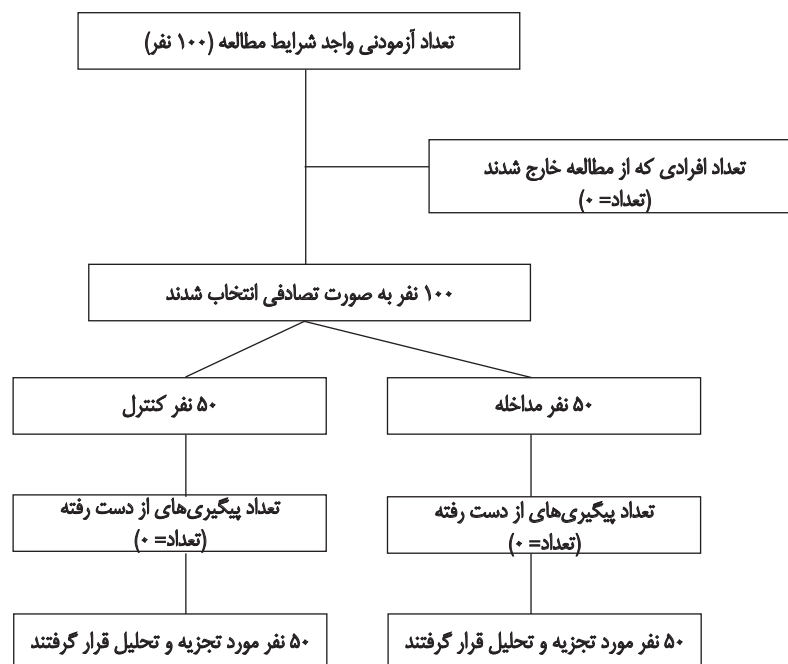 تعداد آزمودنی واجد شرایط مطالعه (۱۰۰ نفر)
تعداد افرادی که از مطالعه خارج شدند
(تعداد= ۰)
۱۰۰ نفر به صورت تصادفی انتخاب شدند
۵۰ نفر مداخله
۵۰ نفر کنترل
تعداد پیگیری‌های از دست رفته
(تعداد= ۰)
تعداد پیگیری‌های از دست رفته
(تعداد= ۰)
۵۰ نفر مورد تجزیه و تحلیل قرار گرفتند
۵۰ نفر مورد تجزیه و تحلیل قرار گرفتند